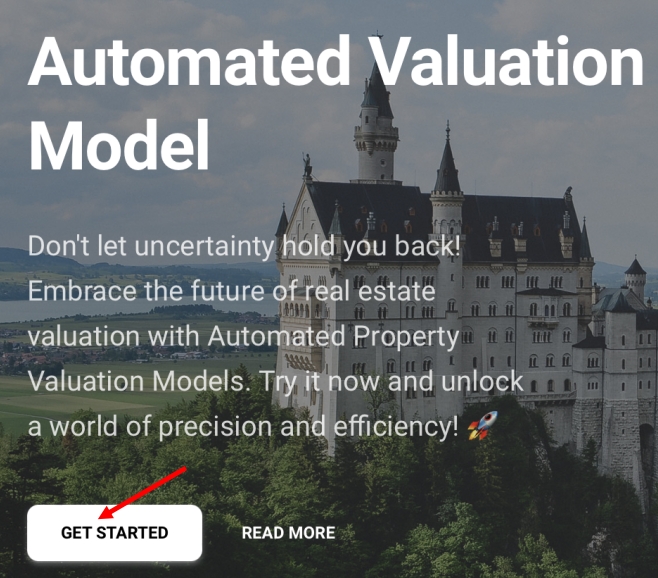 Automated Valuation
Model
Don't let uncertainty hold you back!
Embrace the future of real estate
valuation with Automated Property
Valuation Models. Try it now and unlock
a world of precision and efficiency! 🚀
GET STARTED
READ MORE